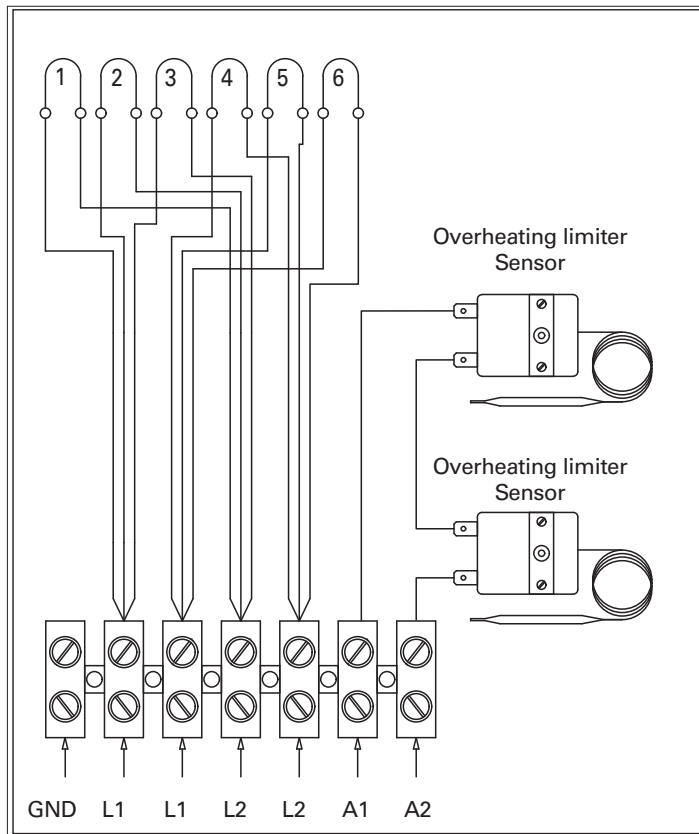 1 2 3 4 5 6
Overheating limiter
Sensor
Overheating limiter
Sensor
GND L1 L1 L2 L2 A1 A2